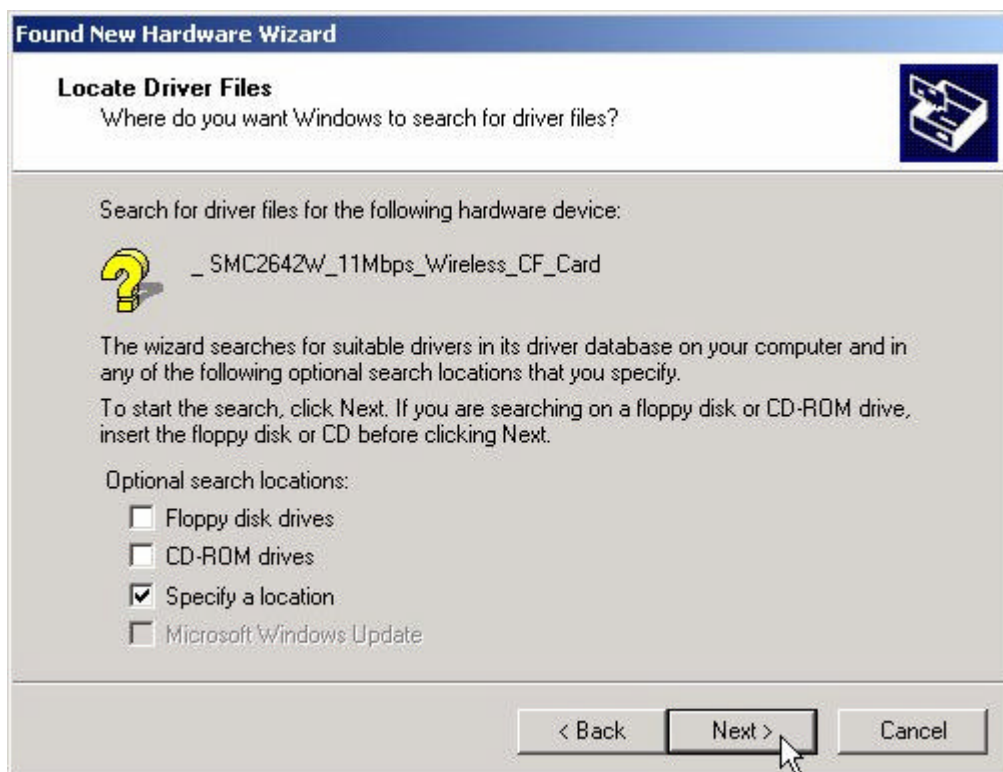 Found New Hardware Wizard
Locate Driver Files
Where do you want Windows to search for driver files?
Search for driver files for the following hardware device:
_ SMC2642W_11Mbps_Wireless_CF_Card
The wizard searches for suitable drivers in its driver database on your computer and in
any of the following optional search locations that you specify.
To start the search, click Next. If you are searching on a floppy disk or CD-ROM drive,
insert the floppy disk or CD before clicking Next.
Optional search locations:
Floppy disk drives
CD-ROM drives
Specify a location
Microsoft Windows Update
< Back Next > Cancel